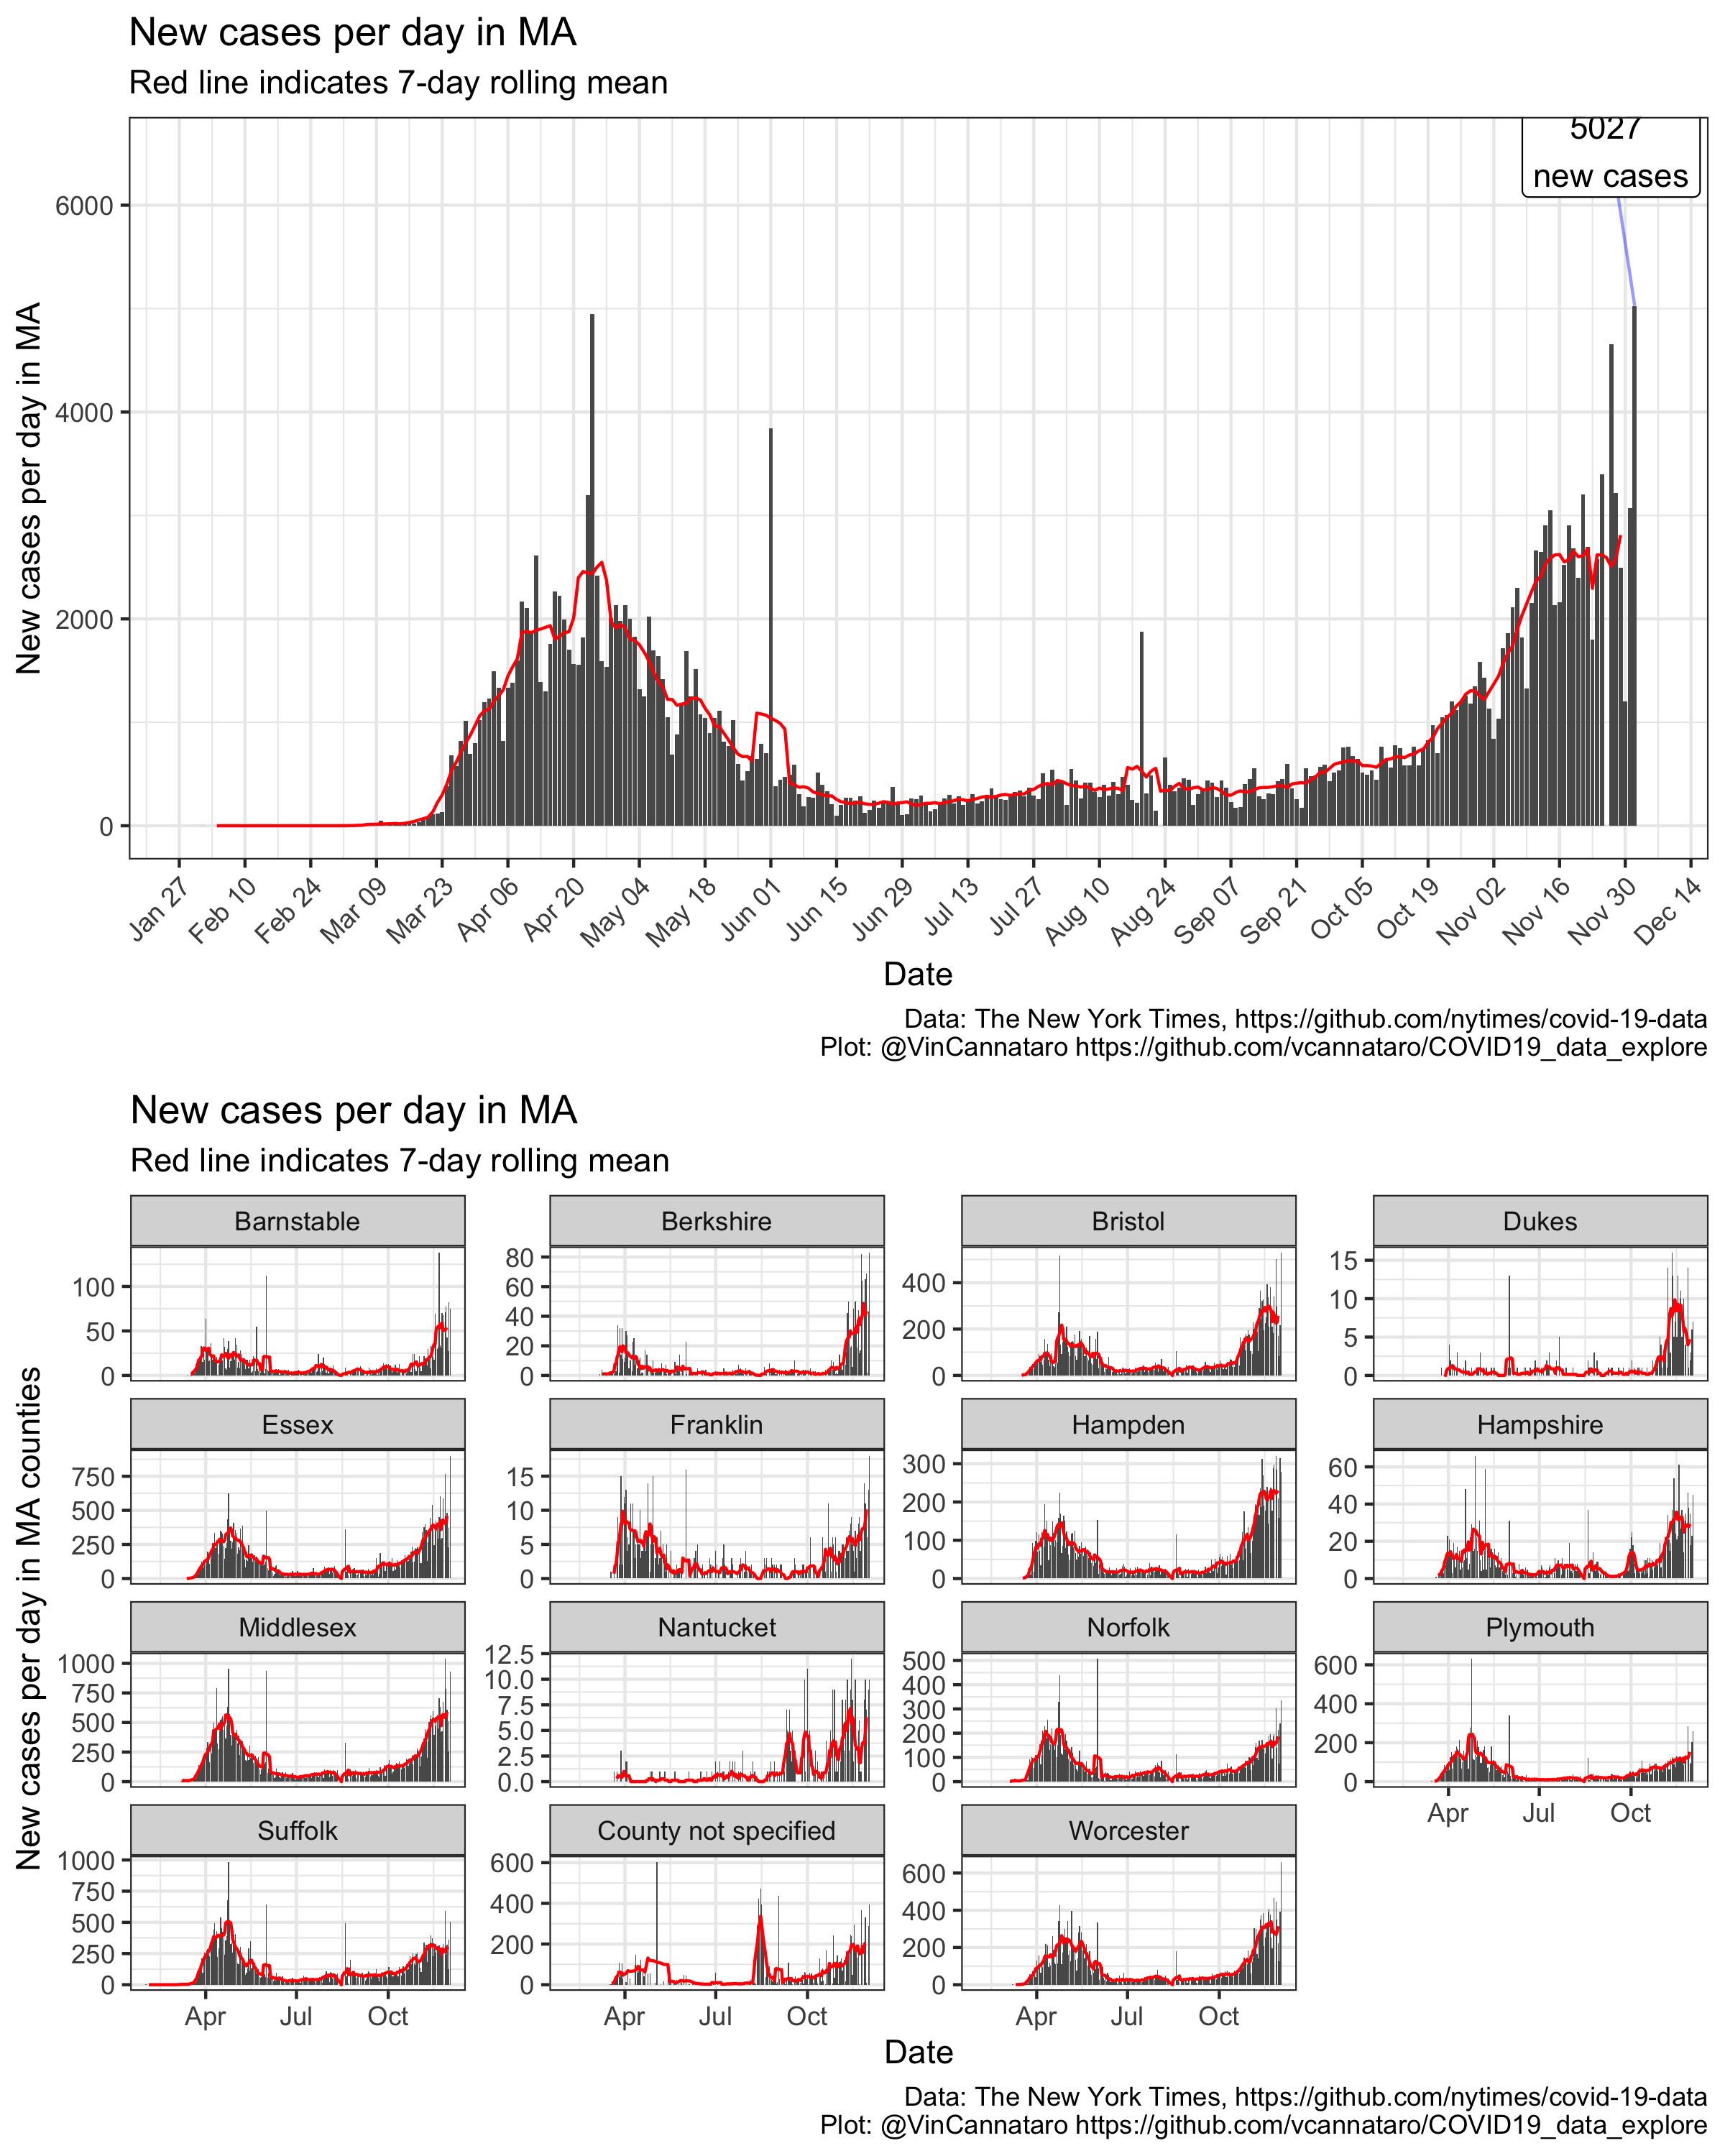 New cases per day in MA
Red line indicates 7-day rolling mean
5027
new cases
6000
4000
2000
0
New cases per day in MA
Jan 27
Feb 10
Feb 24
Mar 09
Mar 23
Apr 06
Apr 20
May 04
May 18
Jun 01
Jun 15
Jun 29
Jul 13
Jul 27
Aug 10
Aug 24
Sep 07
Sep 21
Oct 05
Oct 19
Nov 02
Nov 16
Nov 30
Dec 14
Date
Data: The New York Times, https://github.com/nytimes/covid-19-data
Plot: @VinCannataro https://github.com/vcannataro/COVID19_data_explore
New cases per day in MA
Red line indicates 7-day rolling mean
New cases per day in MA counties
Barnstable
100
50
0
Berkshire
80
60
40
20
0
Bristol
400
200
0
Dukes
15
10
5
0
Essex
750
500
250
0
Franklin
15
10
5
0
Hampden
300
200
100
0
Hampshire
60
40
20
0
Middlesex
1000
750
500
250
0
Nantucket
12.5
10.0
7.5
5.0
2.5
0.0
Norfolk
500
400
300
200
100
0
Plymouth
600
400
200
0
Apr Jul Oct
Suffolk
1000
750
500
250
0
Apr Jul Oct
County not specified
600
400
200
0
Apr Jul Oct
Worcester
600
400
200
0
Apr Jul Oct
Date
Data: The New York Times, https://github.com/nytimes/covid-19-data
Plot: @VinCannataro https://github.com/vcannataro/COVID19_data_explore